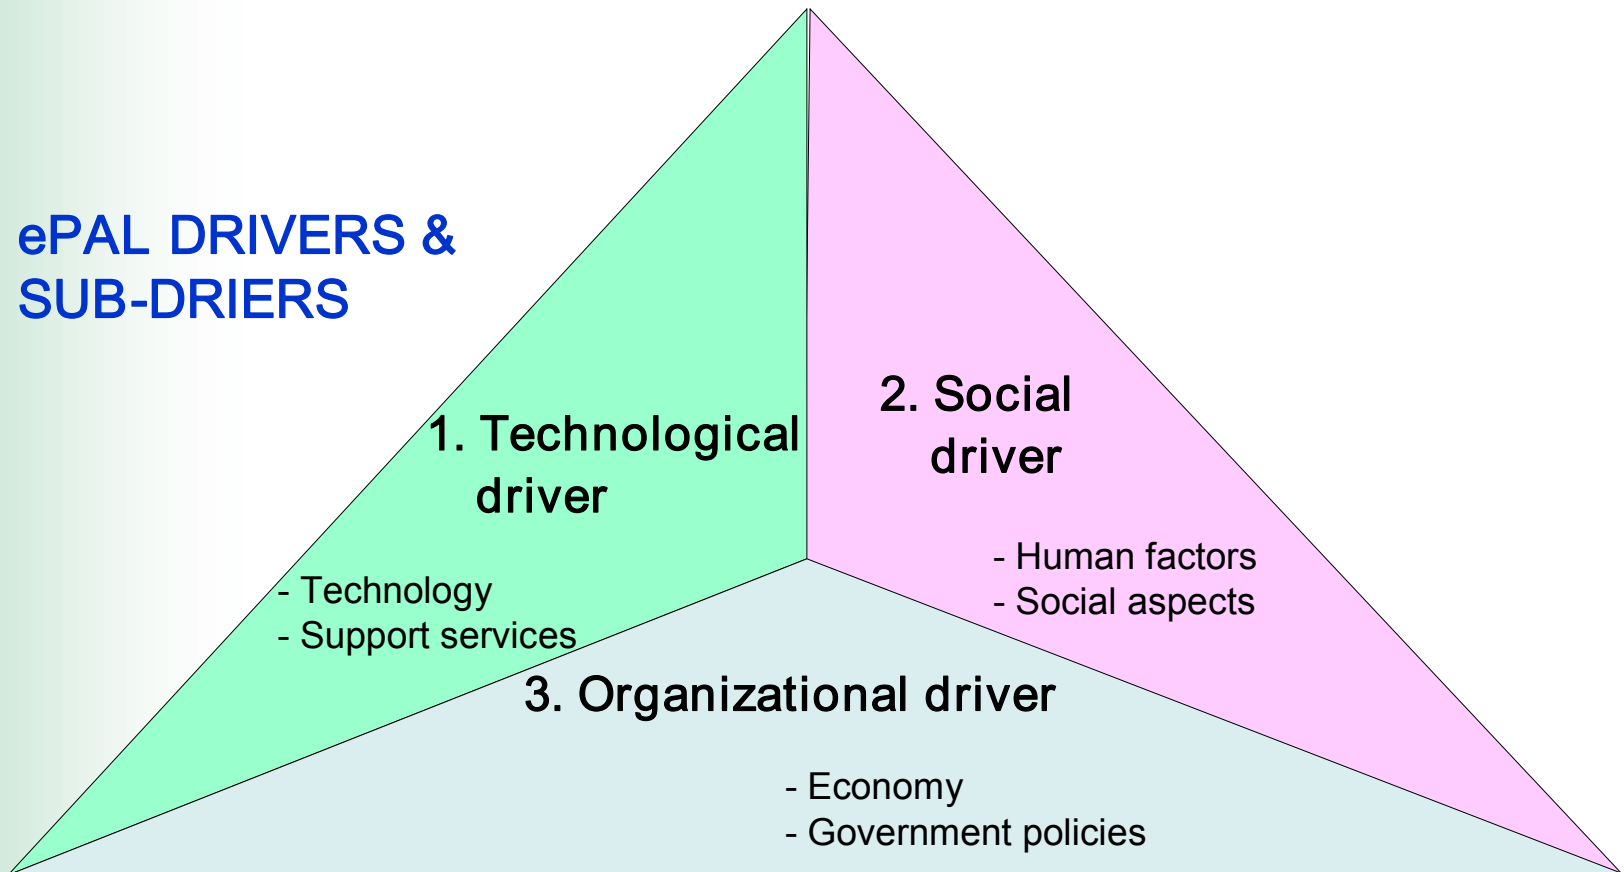 ePAL DRIVERS &
SUB-DRIERS
1. Technological
driver
- Technology
- Support services
2. Social
driver
- Human factors
- Social aspects
3. Organizational driver
- Economy
- Government policies